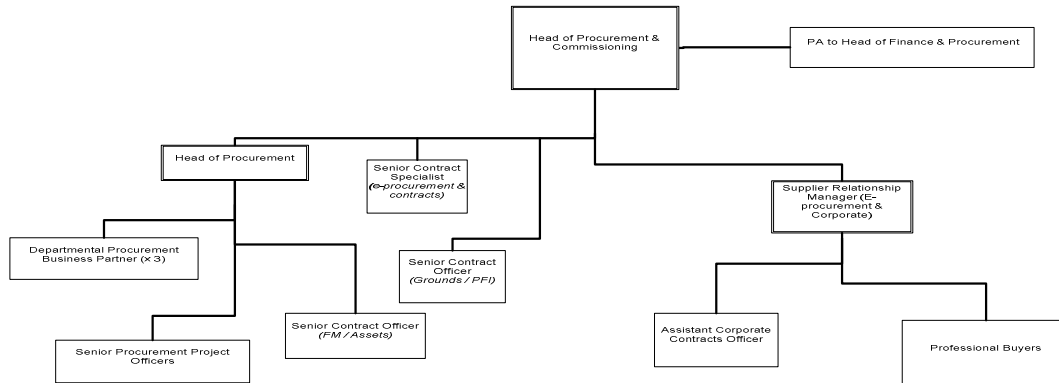 Head of Procurement &
Commissioning
PA to Head of Finance & Procurement
Head of Procurement
Senior Contract
Specialist
(e-procurement &
contracts)
Supplier Relationship
Manager (E-
procurement &
Corporate)
Departmental Procurement
Business Partner (x 3)
Senior Contract
Officer
(Grounds / PFI)
Senior Contract Officer
(FM / Assets)
Assistant Corporate
Contracts Officer
Senior Procurement Project
Officers
Professional Buyers